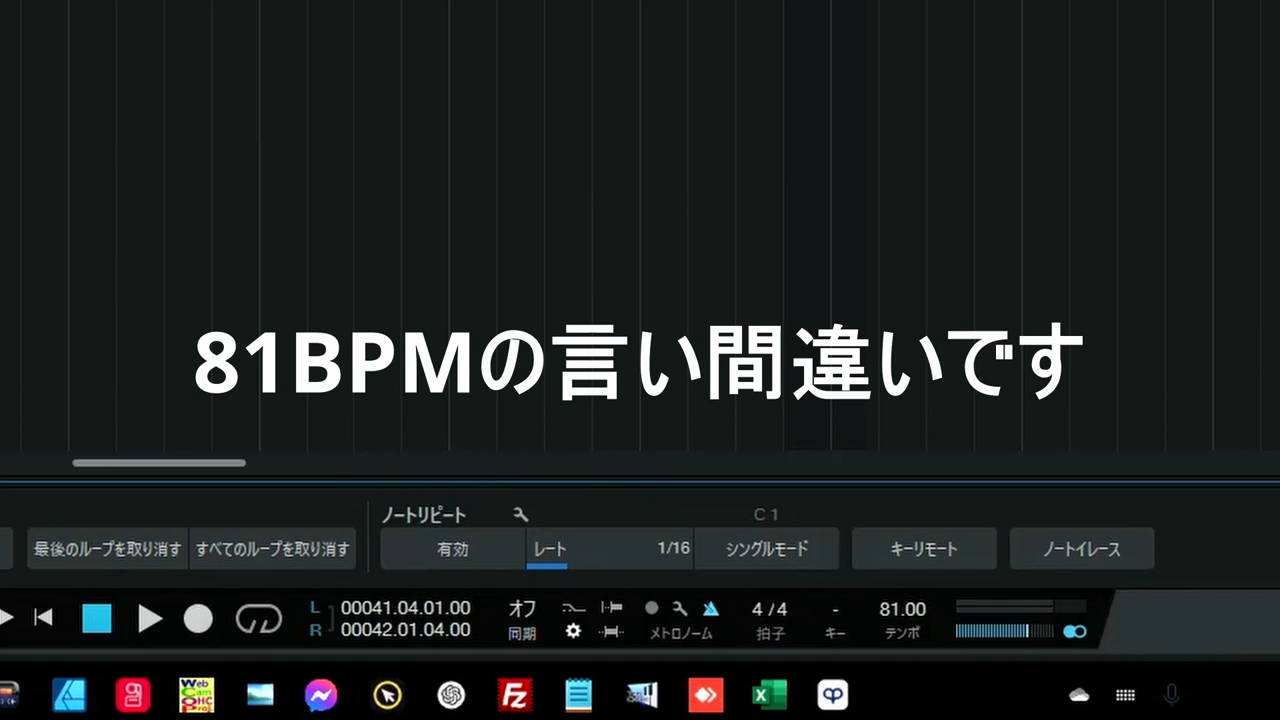 81BPMの言い間違いです
ノートリピート C 1
最後のループを取り消す すべてのループを取り消す 有効 レート 1/16 シングルモード キーリモート ノートイレース
L 00041.04.01.00 オフ 4 / 4 - 81.00
R 00042.01.04.00 同期 メトロノーム 拍子 キー テンポ
Web Cam CHC Proj FZ